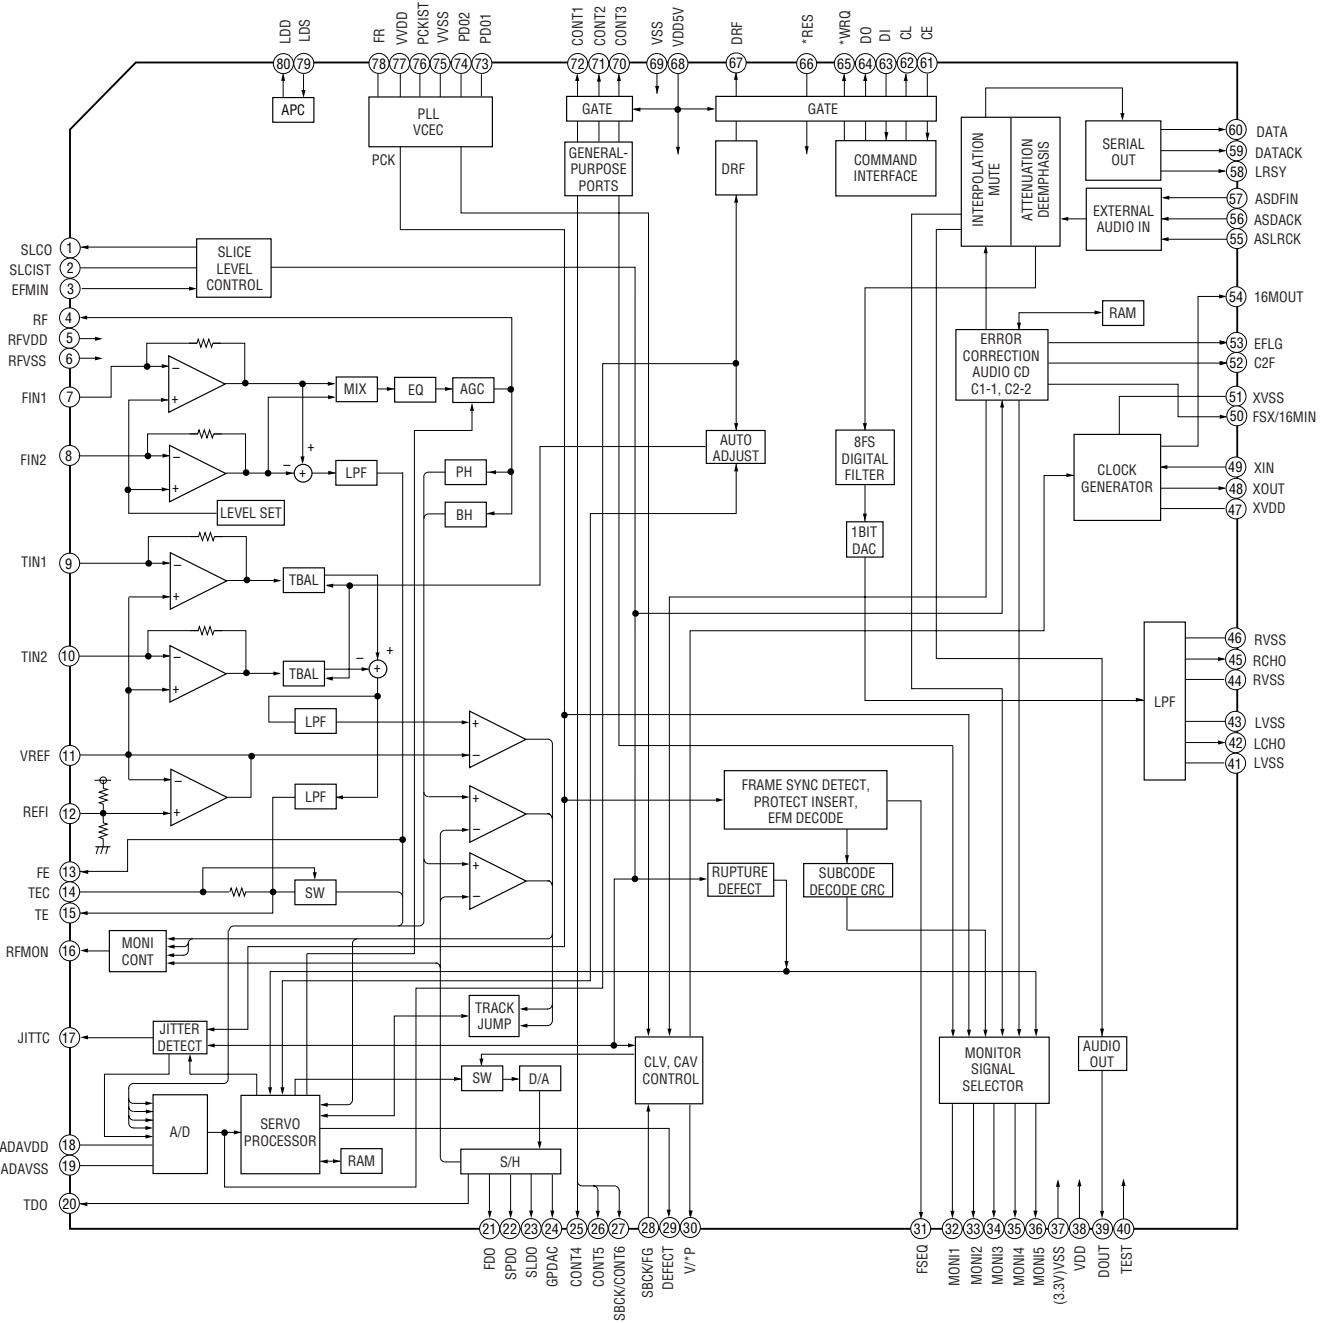 LDD
LDS
FR
VVDD
PCKIST
VVSS
PD02
PD01
CONT1
CONT2
CONT3
VSS
VDD5V
DRF
*RES
*WRQ
DO
DI
CL
CE
80
79
78
77
76
75
74
73
72
71
70
69
68
67
66
65
64
63
62
61
APC
PLL
VCEC
PCK
GATE
GENERAL-
PURPOSE
PORTS
DRF
GATE
COMMAND
INTERFACE
INTERPOLATION
MUTE
ATTENUATION
DEEMPHASIS
SERIAL
OUT
EXTERNAL
AUDIO IN
60 DATA
59 DATACK
58 LRSY
57 ASDFIN
56 ASDACK
55 ASLRCK
54 16MOUT
53 EFLG
52 C2F
51 XVSS
50 FSX/16MIN
49 XIN
48 XOUT
47 XVDD
46 RVSS
45 RCHO
44 RVSS
43 LVSS
42 LCHO
41 LVSS
SLCO 1
SLCIST 2
EFMIN 3
RF 4
RFVDD 5
RFVSS 6
FIN1 7
FIN2 8
TIN1 9
TIN2 10
VREF 11
REFI 12
FE 13
TEC 14
TE 15
RFMON 16
JITTC 17
ADAVDD 18
ADAVSS 19
TDO 20
SLICE
LEVEL
CONTROL
− +
MIX
EQ
AGC
− +
− + +
LPF
PH
BH
LEVEL SET
− +
TBAL
− +
TBAL
− + +
LPF
+ −
− +
LPF
+ −
+ −
SW
MONI
CONT
AUTO
ADJUST
8FS
DIGITAL
FILTER
1BIT
DAC
ERROR
CORRECTION
AUDIO CD
C1-1, C2-2
RAM
CLOCK
GENERATOR
LPF
FRAME SYNC DETECT,
PROTECT INSERT,
EFM DECODE
RUPTURE
DEFECT
SUBCODE
DECODE CRC
TRACK
JUMP
JITTER
DETECT
A/D
SERVO
PROCESSOR
RAM
SW
D/A
S/H
CLV, CAV
CONTROL
MONITOR
SIGNAL
SELECTOR
AUDIO
OUT
21
22
23
24
25
26
27
28
29
30
31
32
33
34
35
36
37
38
39
40
FDO
SPDO
SLDO
GPDAC
CONT4
CONT5
SBCK/CONT6
SBCK/FG
DEFECT
V/*P
FSEQ
MONI1
MONI2
MONI3
MONI4
MONI5
(3.3V)VSS
VDD
DOUT
TEST